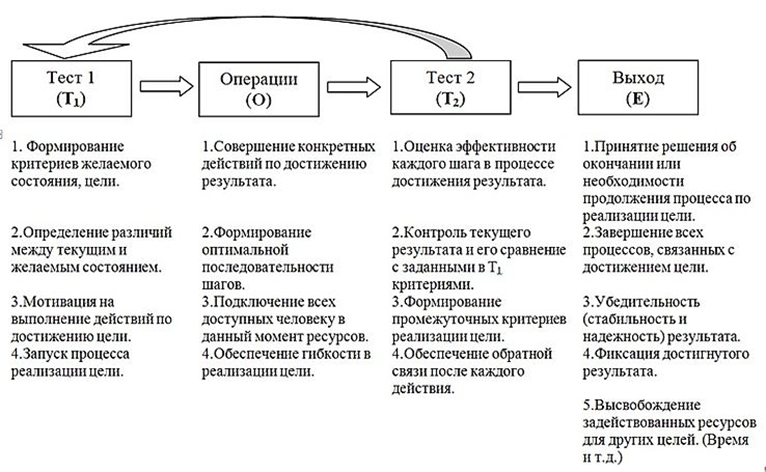 Тест 1
(T₁)
Операции
(O)
Тест 2
(T₂)
Выход
(E)
1. Формирование
критериев желаемого
состояния, цели.
2.Определение различий
между текущим и
желаемым состоянием.
3.Мотивация на
выполнение действий по
достижению цели.
4.Запуск процесса
реализации цели.
1.Совершение конкретных
действий по достижению
результата.
2.Формирование
оптимальной
последовательности
шагов.
3.Подключение всех
доступных человеку в
данный момент ресурсов.
4.Обеспечение гибкости в
реализации цели.
1.Оценка эффективности
каждого шага в процессе
достижения результата.
2.Контроль текущего
результата и его сравнение
с заданными в T₁
критериями.
3.Формирование
промежуточных критериев
реализации цели.
4.Обеспечение обратной
связи после каждого
действия.
1.Принятие решения об
окончании или
необходимости
продолжения процесса по
реализации цели.
2.Завершение всех
процессов, связанных с
достижением цели.
3.Убедительность
(стабильность и
надежность) результата.
4.Фиксация достигнутого
результата.
5.Высвобождение
задействованных ресурсов
для других целей. (Время
и т.д.)